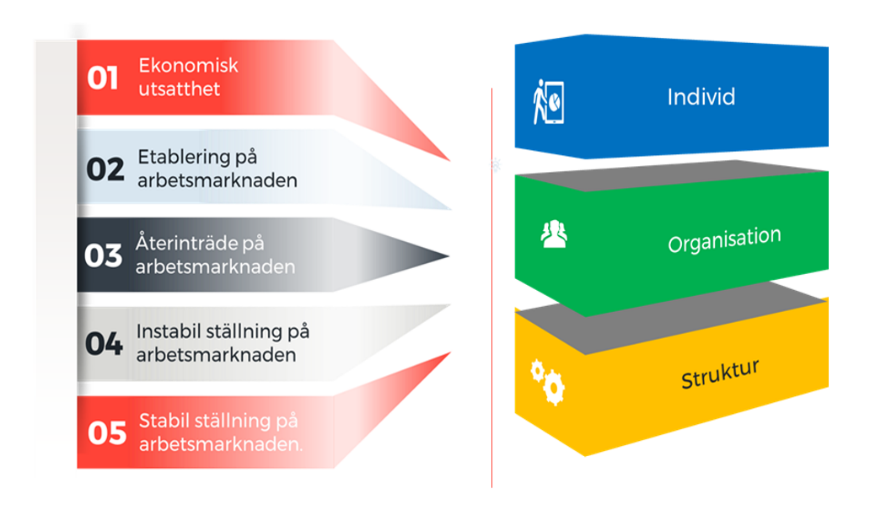 01
Ekonomisk
utsatthet
02
Etablering på
arbetsmarknaden
03
Återinträde på
arbetsmarknaden
04
Instabil ställning på
arbetsmarknaden
05
Stabil ställning på
arbetsmarknaden.
Individ
Organisation
Struktur